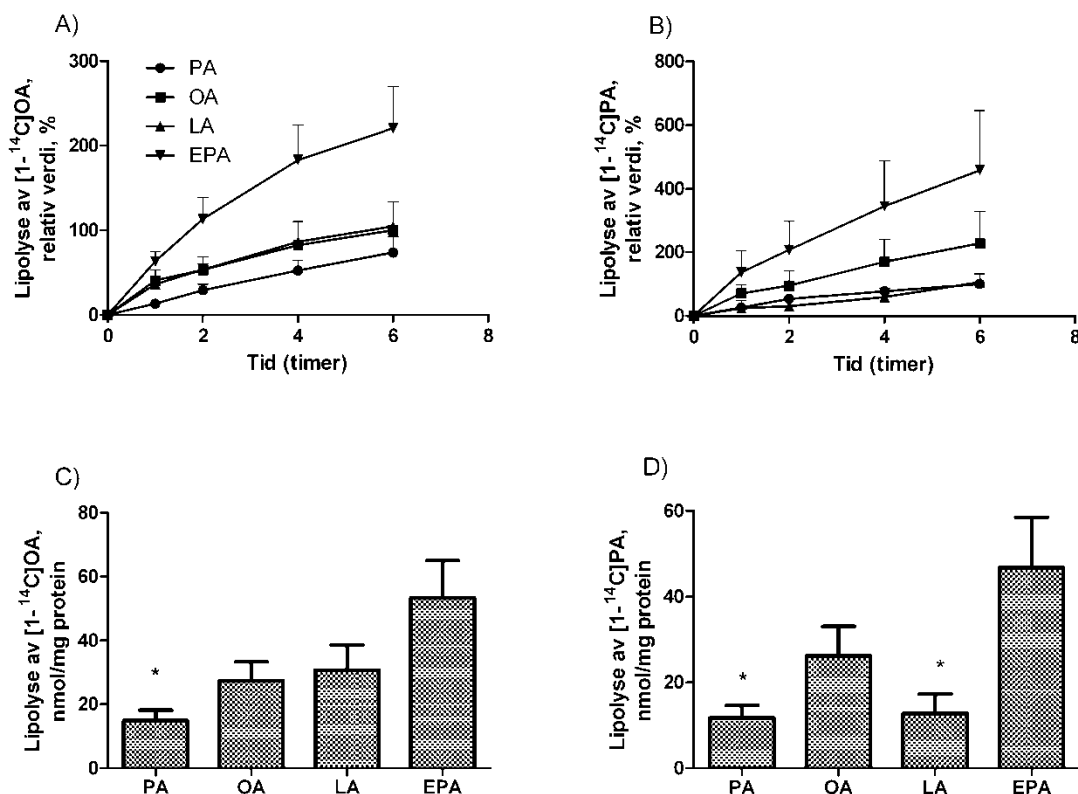 A)
Lipolyse av [1-¹⁴C]OA,
relativ verdi, %
300
200
100
0
0 2 4 6 8
Tid (timer)
PA
OA
LA
EPA
B)
Lipolyse av [1-¹⁴C]PA,
relativ verdi, %
800
600
400
200
0
0 2 4 6 8
Tid (timer)
C)
Lipolyse av [1-¹⁴C]OA,
nmol/mg protein
80
60
40
20
0
*
PA OA LA EPA
D)
Lipolyse av [1-¹⁴C]PA,
nmol/mg protein
60
40
20
0
* *
PA OA LA EPA